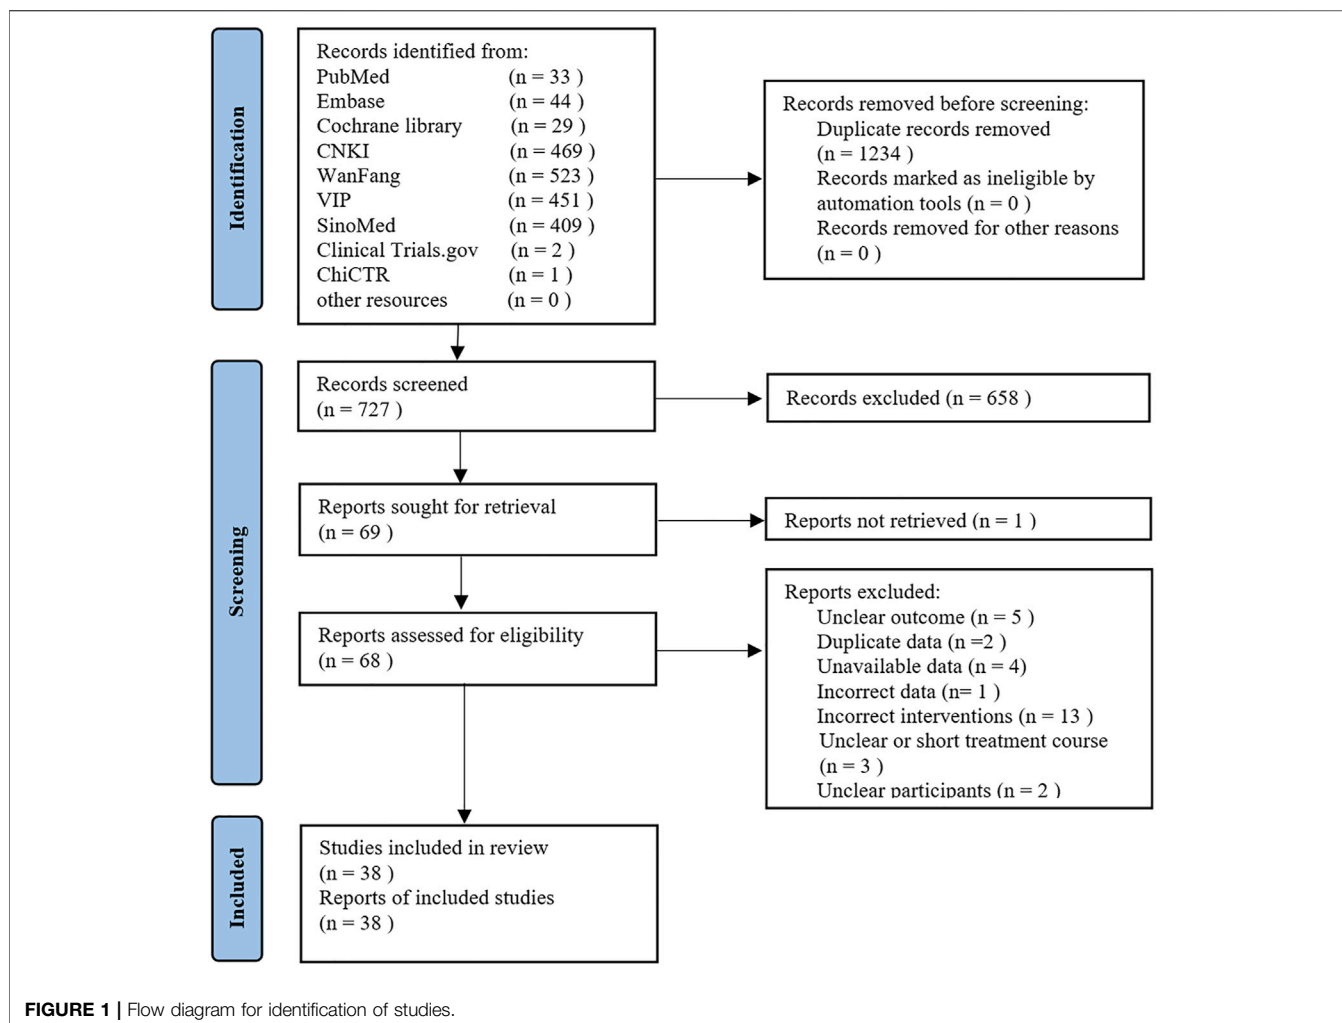 Identification
Records identified from:
PubMed (n = 33 )
Embase (n = 44 )
Cochrane library (n = 29 )
CNKI (n = 469 )
WanFang (n = 523 )
VIP (n = 451 )
SinoMed (n = 409 )
Clinical Trials.gov (n = 2 )
ChiCTR (n = 1 )
other resources (n = 0 )
Records removed before screening:
Duplicate records removed
(n = 1234 )
Records marked as ineligible by
automation tools (n = 0 )
Records removed for other reasons
(n = 0 )
Screening
Records screened
(n = 727 )
Records excluded (n = 658 )
Reports sought for retrieval
(n = 69 )
Reports not retrieved (n = 1 )
Reports assessed for eligibility
(n = 68 )
Reports excluded:
Unclear outcome (n = 5 )
Duplicate data (n =2 )
Unavailable data (n = 4)
Incorrect data (n= 1 )
Incorrect interventions (n = 13 )
Unclear or short treatment course
(n = 3 )
Unclear participants (n = 2 )
Included
Studies included in review
(n = 38 )
Reports of included studies
(n = 38 )
FIGURE 1 | Flow diagram for identification of studies.